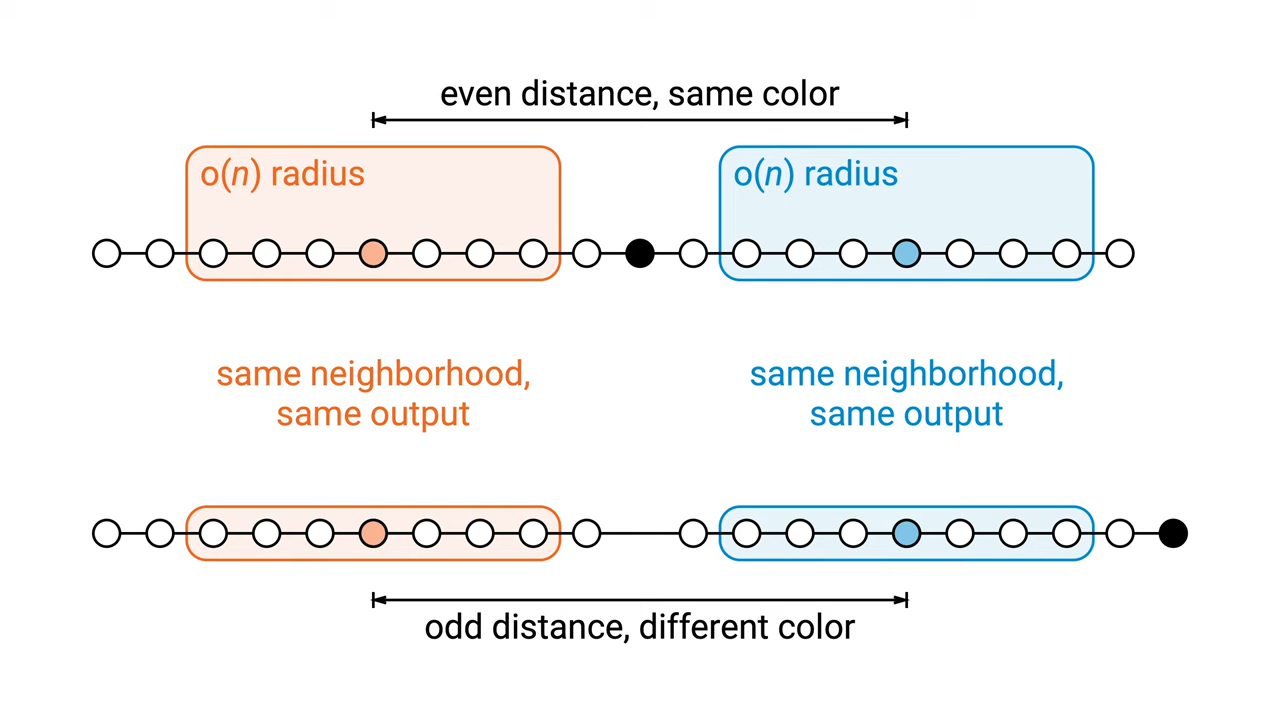 even distance, same color
o(n) radius
o(n) radius
same neighborhood,
same output
same neighborhood,
same output
odd distance, different color